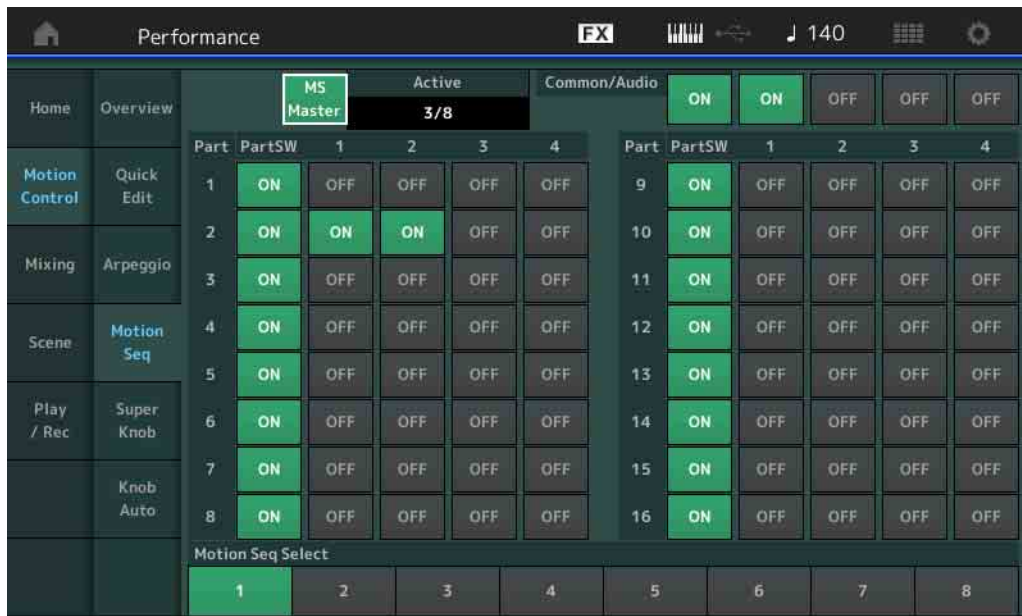 Performance FX ♩ 140
Home Overview MS Master Active 3/8 Common/Audio ON ON OFF OFF OFF
Part PartSW 1 2 3 4 Part PartSW 1 2 3 4
Motion Control Quick Edit 1 ON OFF OFF OFF OFF 9 ON OFF OFF OFF OFF
2 ON ON ON OFF OFF 10 ON OFF OFF OFF OFF
Mixing Arpeggio 3 ON OFF OFF OFF OFF 11 ON OFF OFF OFF OFF
Scene Motion Seq 4 ON OFF OFF OFF OFF 12 ON OFF OFF OFF OFF
5 ON OFF OFF OFF OFF 13 ON OFF OFF OFF OFF
Play / Rec Super Knob 6 ON OFF OFF OFF OFF 14 ON OFF OFF OFF OFF
Knob Auto 7 ON OFF OFF OFF OFF 15 ON OFF OFF OFF OFF
8 ON OFF OFF OFF OFF 16 ON OFF OFF OFF OFF
Motion Seq Select
1 2 3 4 5 6 7 8